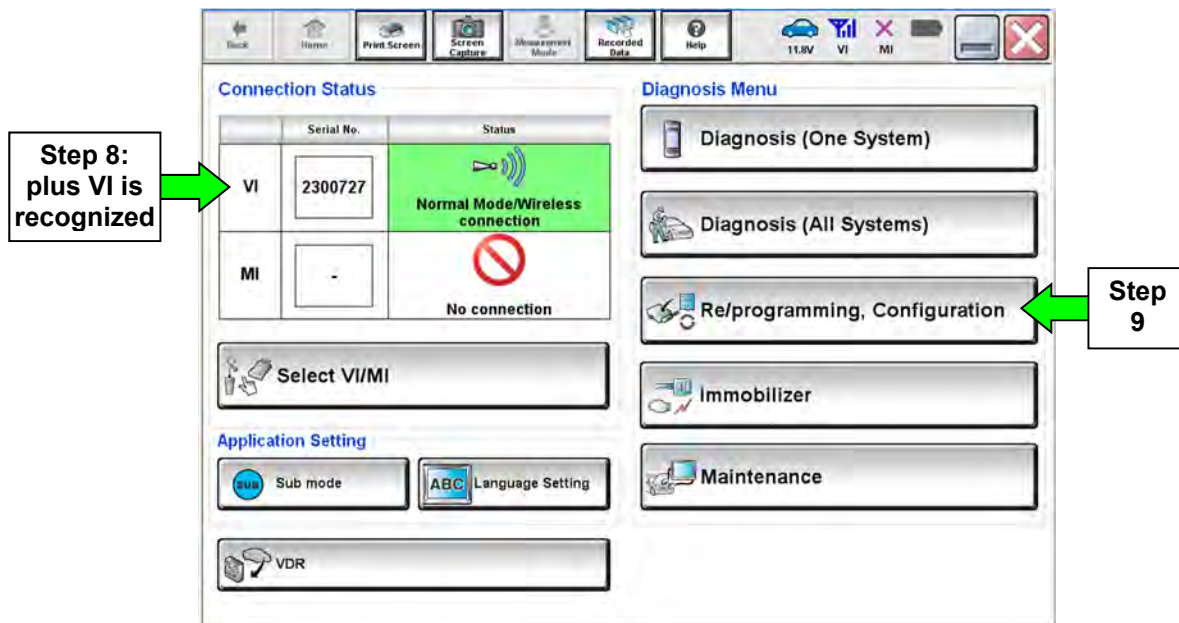 Back
Home
Print Screen
Screen
Capture
Measurement
Mode
Recorded
Data
Help
11.8V
VI
MI
Connection Status
Serial No.
Status
VI
2300727
Normal Mode/Wireless
connection
MI
-
No connection
Select VI/MI
Application Setting
SUB
Sub mode
ABC
Language Setting
VDR
Diagnosis Menu
Diagnosis (One System)
Diagnosis (All Systems)
Re/programming, Configuration
Immobilizer
Maintenance
Step 8:
plus VI is
recognized
Step
9